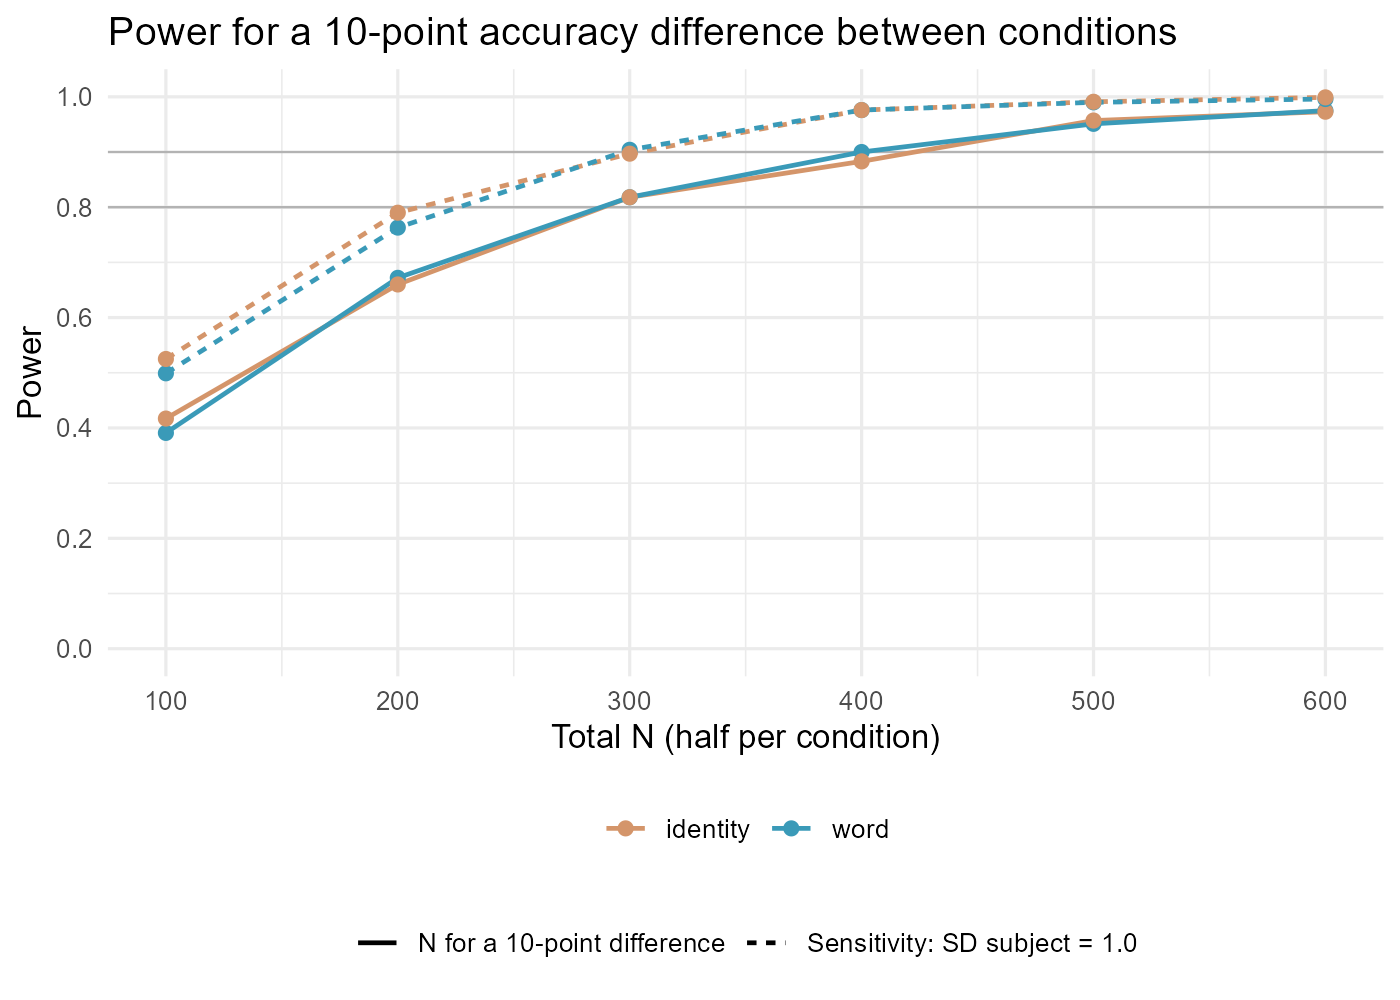 Power for a 10-point accuracy difference between conditions
Power
1.0
0.8
0.6
0.4
0.2
0.0
100 200 300 400 500 600
Total N (half per condition)
identity word
N for a 10-point difference Sensitivity: SD subject = 1.0